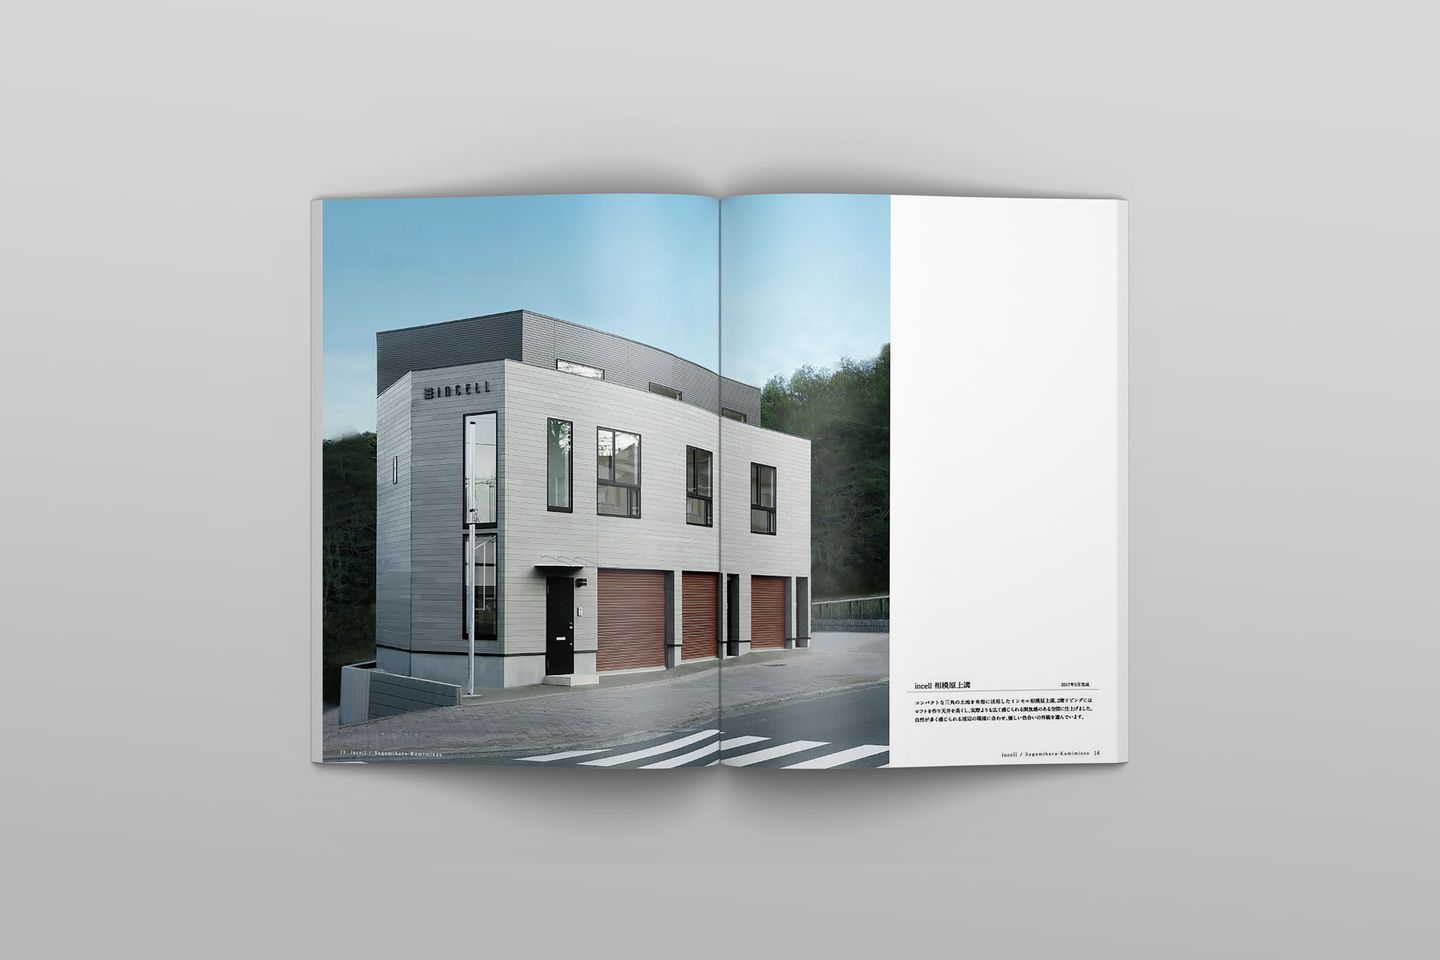 INCELL
incell 相模原上溝
2017年5月完成
コンパクトな三角の土地を有効に活用したインセル相模原上溝。2階リビングには
ロフトを作り天井を高くし、実際よりも広く感じられる開放感のある空間に仕上げました。
自然が多く感じられる周辺の環境に合わせ、優しい色合いの外観を選んでいます。
15 incell / Sagamihara-Kamimizo
incell / Sagamihara-Kamimizo 16